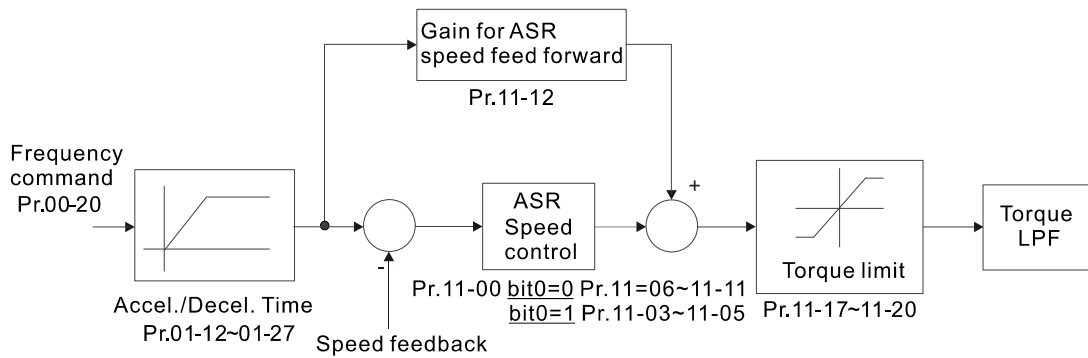 Gain for ASR
speed feed forward
Pr.11-12
Frequency
command
Pr.00-20
Accel./Decel. Time
Pr.01-12~01-27
-
Speed feedback
ASR
Speed
control
Pr.11-00 bit0=0 Pr.11=06~11-11
bit0=1 Pr.11-03~11-05
+
Torque limit
Pr.11-17~11-20
Torque
LPF